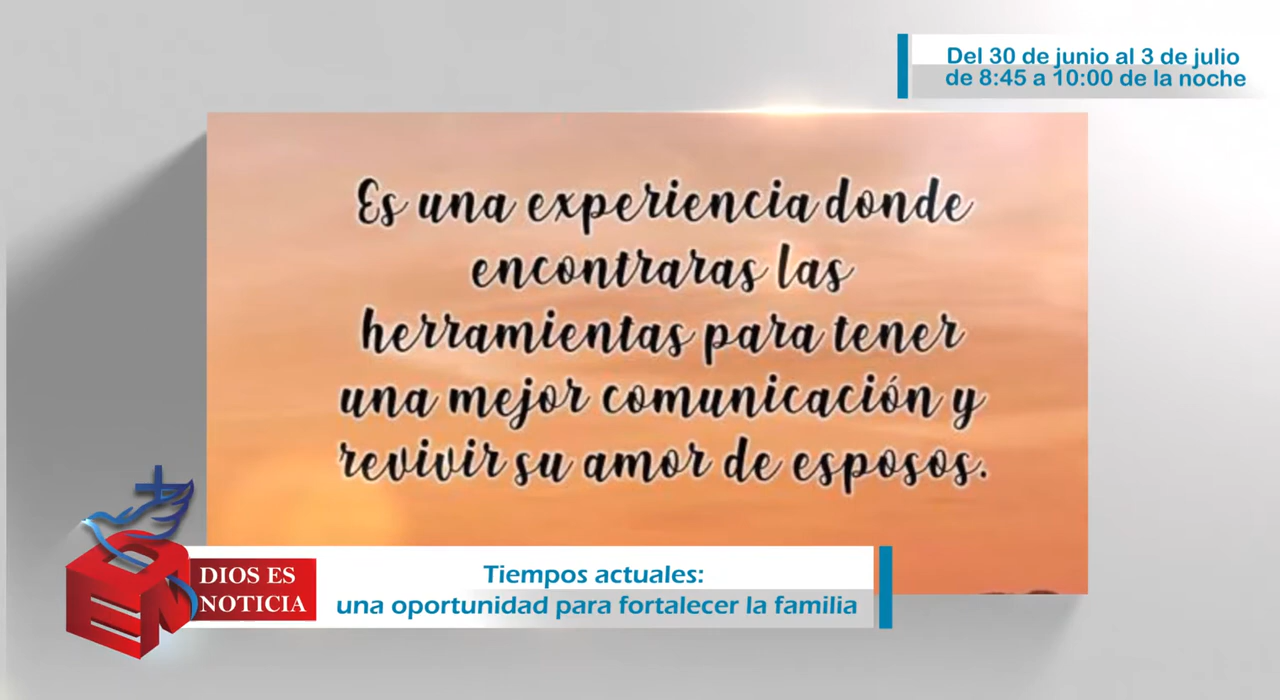 Del 30 de junio al 3 de julio
de 8:45 a 10:00 de la noche
Es una experiencia donde
encontraras las
herramientas para tener
una mejor comunicación y
revivir su amor de esposos.
DEN
DIOS ES
NOTICIA
Tiempos actuales:
una oportunidad para fortalecer la familia